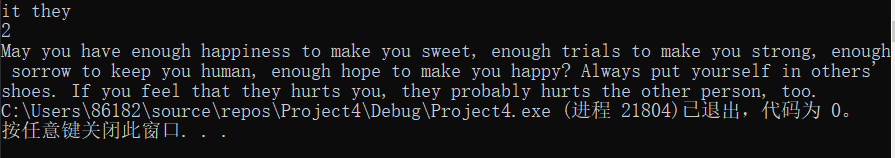 it they
2
May you have enough happiness to make you sweet, enough trials to make you strong, enough
sorrow to keep you human, enough hope to make you happy? Always put yourself in others'
shoes. If you feel that they hurts you, they probably hurts the other person, too.
C:\Users\86182\source\repos\Project4\Debug\Project4.exe (进程 21804)已退出，代码为 0。
按任意键关闭此窗口. . .